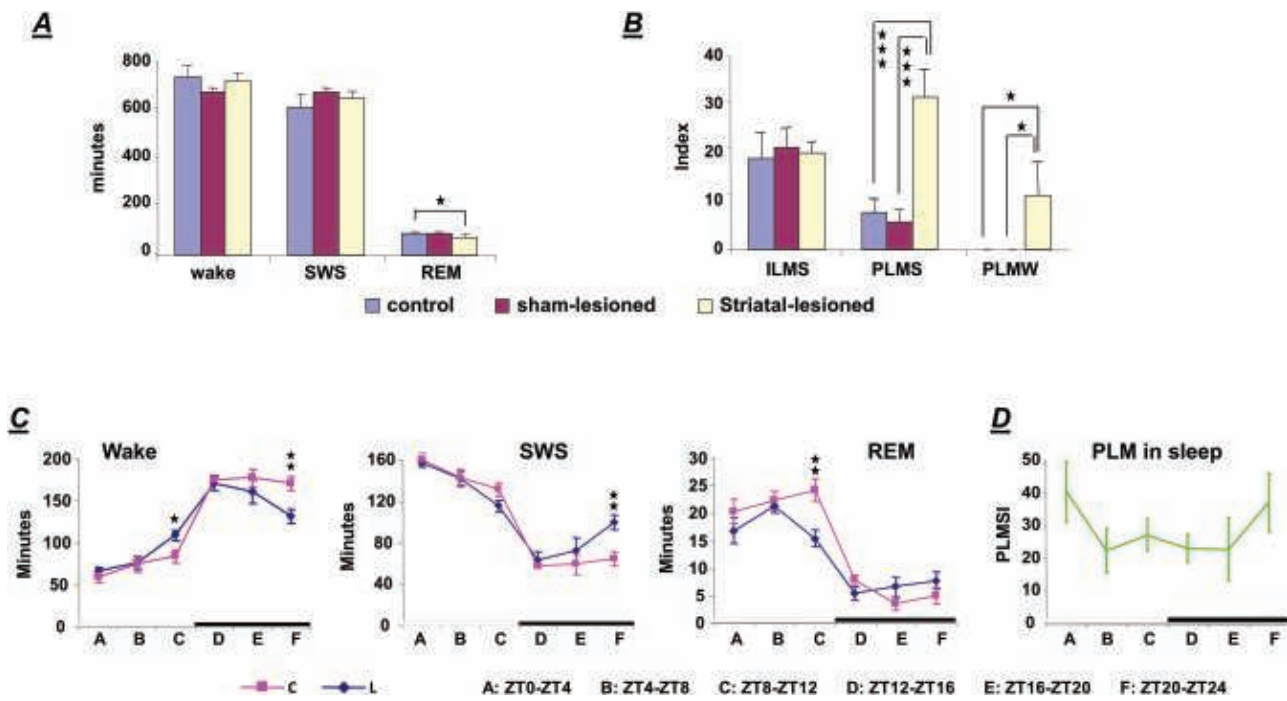 A
minutes
800
600
400
200
0
wake SWS REM
★
B
Index
40
30
20
10
0
ILMS PLMS PLMW
★★★ ★★★ ★ ★
control sham-lesioned Striatal-lesioned
C
Wake
Minutes
200
150
100
50
0
A B C D E F
★ ★★
SWS
Minutes
160
120
80
40
0
A B C D E F
★★
REM
Minutes
30
25
20
15
10
5
0
A B C D E F
★★
D
PLM in sleep
PLMSI
50
40
30
20
10
0
A B C D E F
C L A: ZT0-ZT4 B: ZT4-ZT8 C: ZT8-ZT12 D: ZT12-ZT16 E: ZT16-ZT20 F: ZT20-ZT24